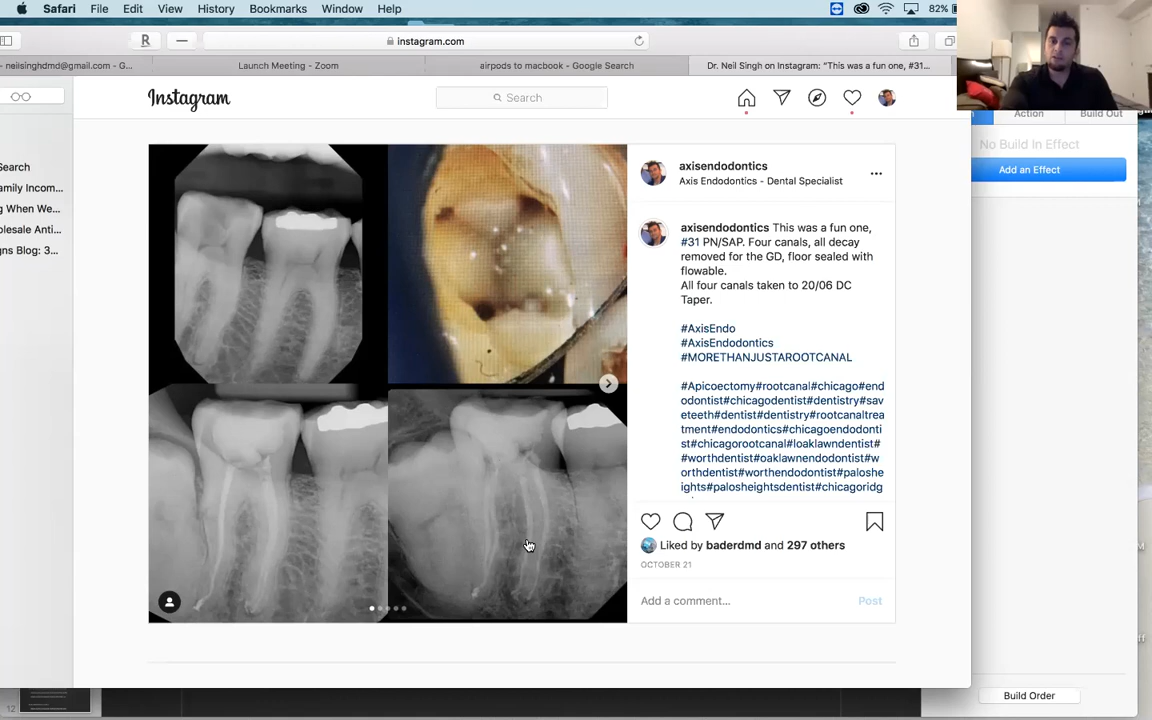 Safari File Edit View History Bookmarks Window Help 82%
R instagram.com
neilsinghdmd@gmail.com - G... Launch Meeting - Zoom airpods to macbook - Google Search Dr. Neil Singh on Instagram: “This was a fun one, #31...
Instagram Search
Action Build Out
No Build In Effect
Add an Effect
Search
amily Incom...
g When We...
olesale Anti...
gns Blog: 3...
axisendodontics
Axis Endodontics - Dental Specialist
axisendodontics This was a fun one,
#31 PN/SAP. Four canals, all decay
removed for the GD, floor sealed with
flowable.
All four canals taken to 20/06 DC
Taper.
#AxisEndo
#AxisEndodontics
#MORETHANJUSTAROOTCANAL
#Apicoectomy#rootcanal#chicago#end
odontist#chicagodentist#dentistry#sav
eteeth#dentist#dentistry#rootcanaltrea
tment#endodontics#chicagoendodonti
st#chicagorootcanal#loaklawndentist#
#worthdentist#oaklawnendodontist#w
orthdentist#worthendodontist#paloshe
ights#palosheightsdentist#chicagoridg
Liked by baderdmd and 297 others
OCTOBER 21
Add a comment... Post
12
Build Order